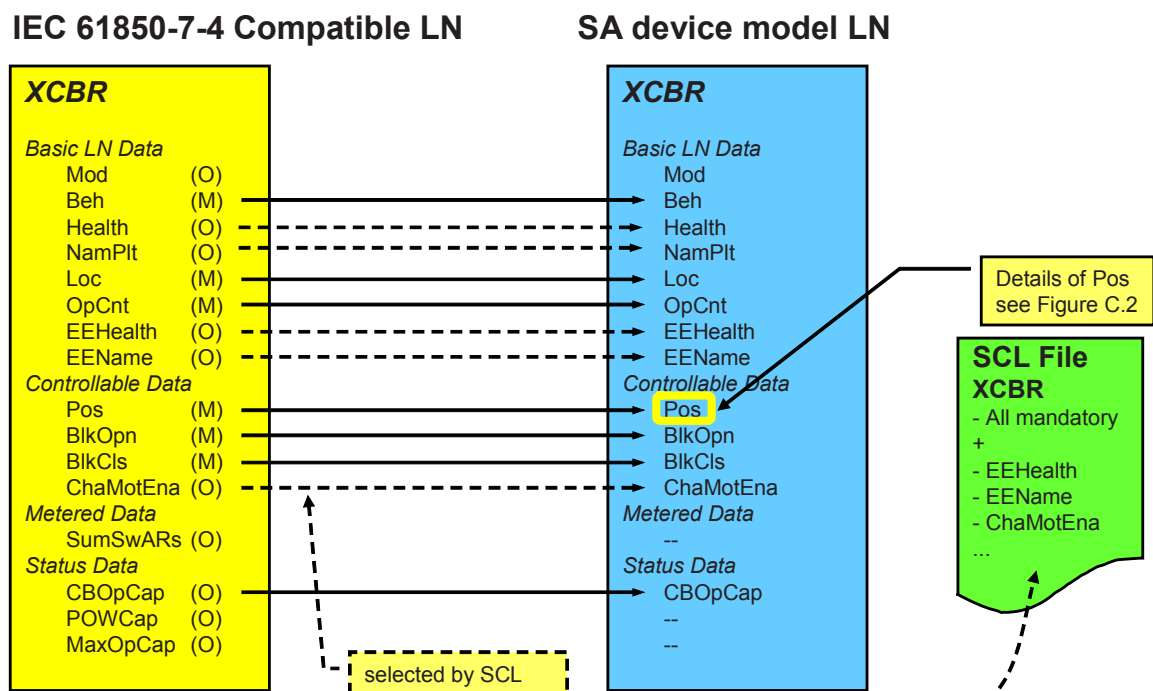 IEC 61850-7-4 Compatible LN
SA device model LN
XCBR
Basic LN Data
Mod (O)
Beh (M)
Health (O)
NamPlt (O)
Loc (M)
OpCnt (M)
EEHealth (O)
EEName (O)
Controllable Data
Pos (M)
BlkOpn (M)
BlkCls (M)
ChaMotEna (O)
Metered Data
SumSwARs (O)
Status Data
CBOpCap (O)
POWCap (O)
MaxOpCap (O)
selected by SCL
XCBR
Basic LN Data
Mod
Beh
Health
NamPlt
Loc
OpCnt
EEHealth
EEName
Controllable Data
Pos
BlkOpn
BlkCls
ChaMotEna
Metered Data
--
Status Data
CBOpCap
--
--
Details of Pos
see Figure C.2
SCL File
XCBR
- All mandatory
+
- EEHealth
- EEName
- ChaMotEna
...